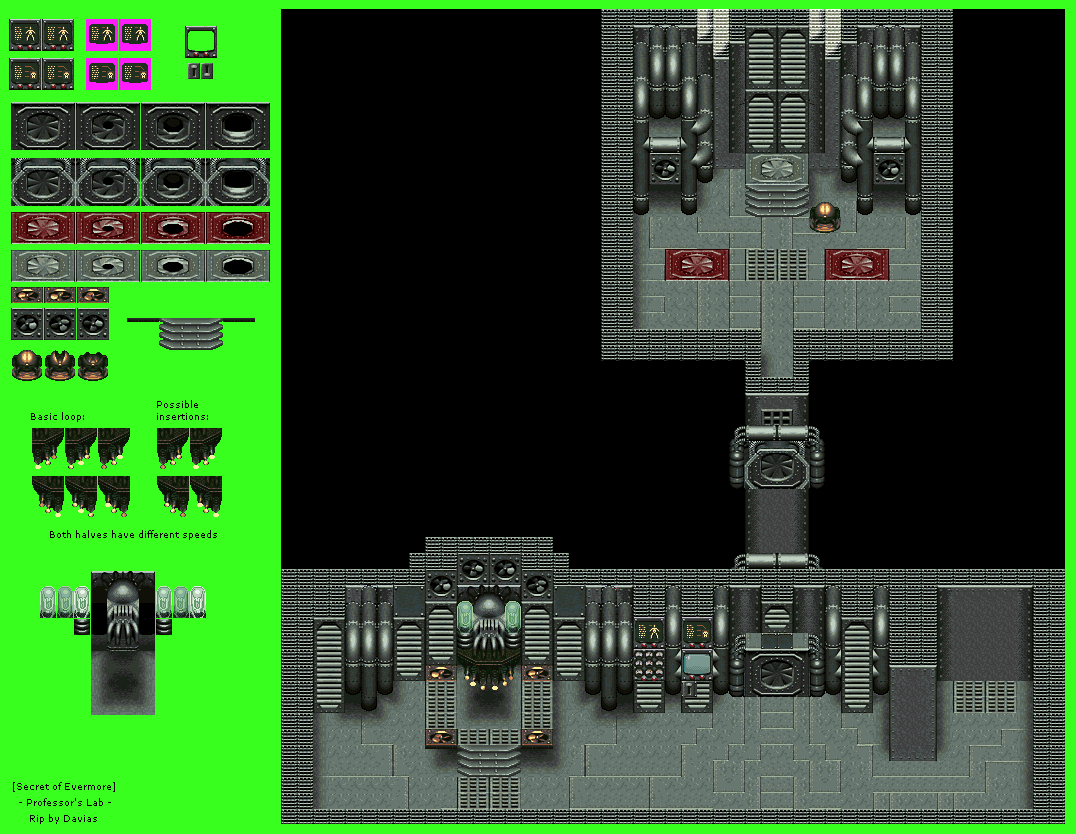 Basic loop:
Possible
insertions:
Both halves have different speeds
[Secret of Evermore]
- Professor's Lab -
Rip by Davias